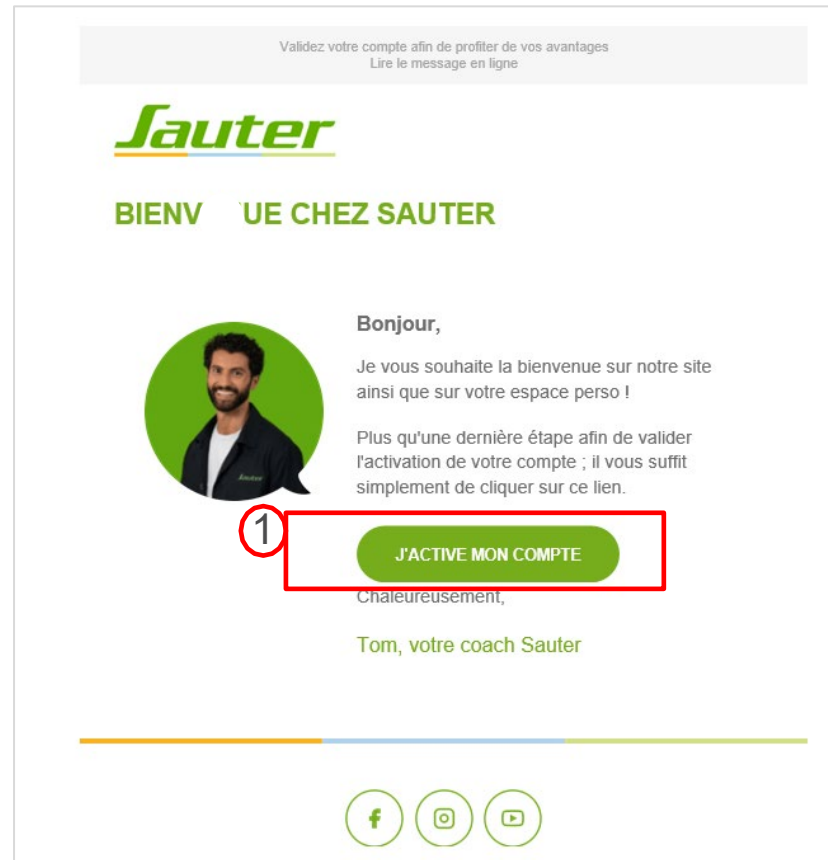 Validez votre compte afin de profiter de vos avantages
Lire le message en ligne
Sauter
BIENV UE CHEZ SAUTER
Bonjour,
Je vous souhaite la bienvenue sur notre site
ainsi que sur votre espace perso !
Plus qu'une dernière étape afin de valider
l'activation de votre compte ; il vous suffit
simplement de cliquer sur ce lien.
1
J'ACTIVE MON COMPTE
Chaleureusement,
Tom, votre coach Sauter